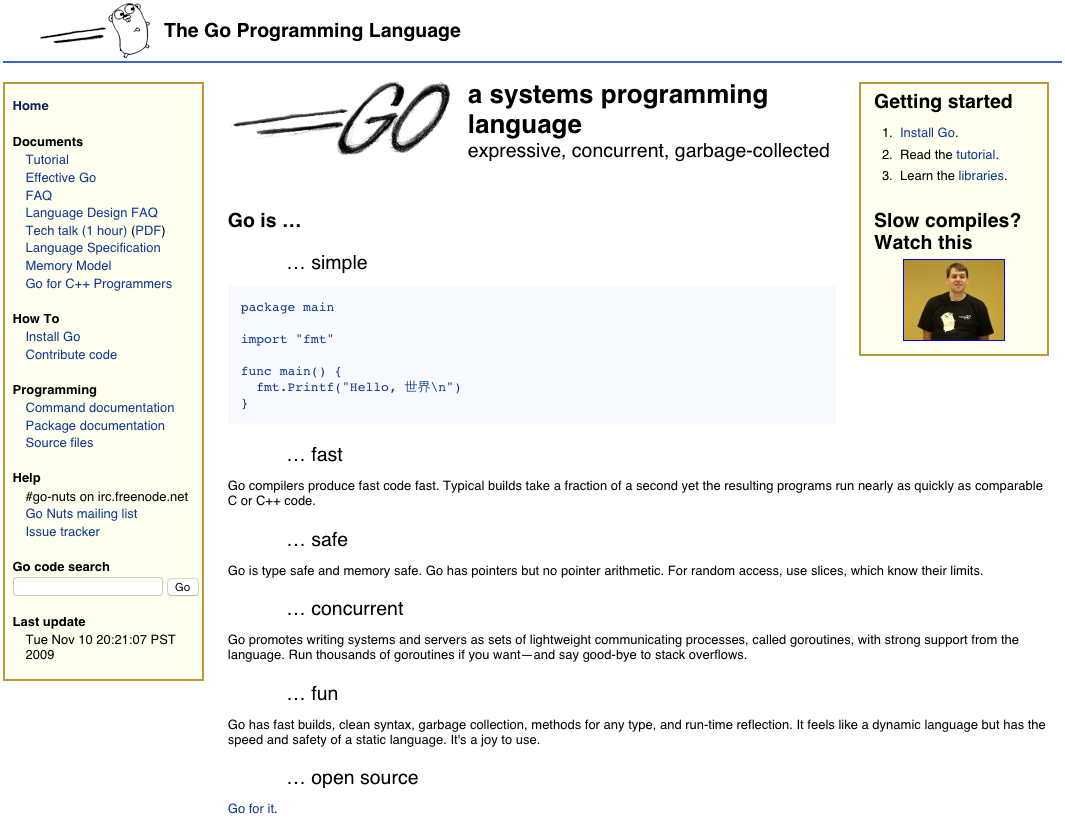 The Go Programming Language
Home
Documents
Tutorial
Effective Go
FAQ
Language Design FAQ
Tech talk (1 hour) (PDF)
Language Specification
Memory Model
Go for C++ Programmers
How To
Install Go
Contribute code
Programming
Command documentation
Package documentation
Source files
Help
#go-nuts on irc.freenode.net
Go Nuts mailing list
Issue tracker
Go code search
Go
Last update
Tue Nov 10 20:21:07 PST
2009
GO
a systems programming
language
expressive, concurrent, garbage-collected
Go is …
… simple
package main
import "fmt"
func main() {
  fmt.Printf("Hello, 世界\n")
}
… fast
Go compilers produce fast code fast. Typical builds take a fraction of a second yet the resulting programs run nearly as quickly as comparable
C or C++ code.
… safe
Go is type safe and memory safe. Go has pointers but no pointer arithmetic. For random access, use slices, which know their limits.
… concurrent
Go promotes writing systems and servers as sets of lightweight communicating processes, called goroutines, with strong support from the
language. Run thousands of goroutines if you want—and say good-bye to stack overflows.
… fun
Go has fast builds, clean syntax, garbage collection, methods for any type, and run-time reflection. It feels like a dynamic language but has the
speed and safety of a static language. It's a joy to use.
… open source
Go for it.
Getting started
1. Install Go.
2. Read the tutorial.
3. Learn the libraries.
Slow compiles?
Watch this